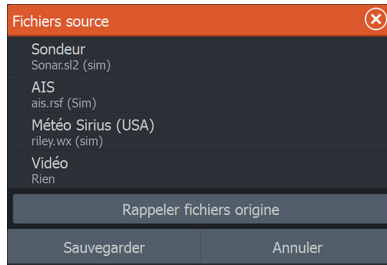 Fichiers source
Sondeur
Sonar.sl2 (sim)
AIS
ais.rsf (Sim)
Météo Sirius (USA)
riley.wx (sim)
Vidéo
Rien
Rappeler fichiers origine
Sauvegarder
Annuler